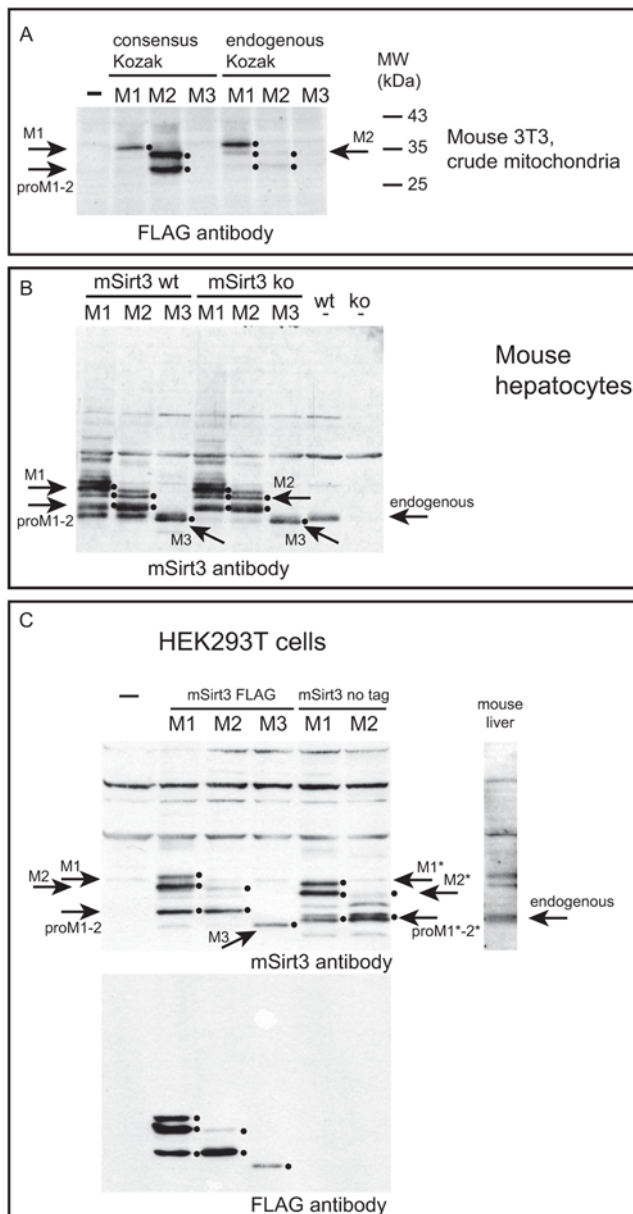 A
consensus Kozak
endogenous Kozak
MW (kDa)
– M1 M2 M3 M1 M2 M3
43
M1
M2
35
Mouse 3T3, crude mitochondria
proM1-2
25
FLAG antibody
B
mSirt3 wt mSirt3 ko wt ko
M1 M2 M3 M1 M2 M3 - -
Mouse hepatocytes
M1
M2
proM1-2
endogenous
M3
M3
mSirt3 antibody
C
HEK293T cells
– mSirt3 FLAG mSirt3 no tag
mouse liver
M1 M2 M3 M1 M2
M1
M1*
M2
M2*
endogenous
proM1-2
proM1*-2*
M3
mSirt3 antibody
FLAG antibody